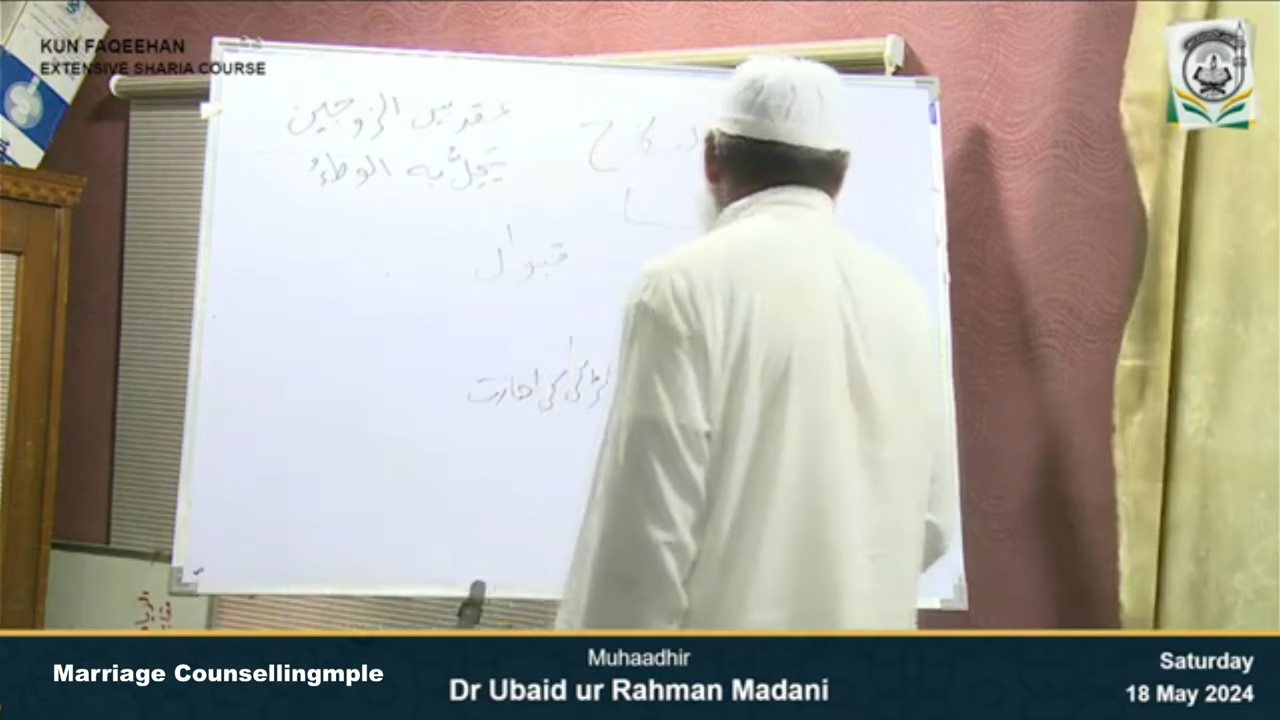 KUN FAQEEHAN
EXTENSIVE SHARIA COURSE
عقد بين الزوجين
يَحِلُّ به الوطءُ
قبول
لڑکی کی اجازت
Marriage Counsellingmple
Muhaadhir
Dr Ubaid ur Rahman Madani
Saturday
18 May 2024